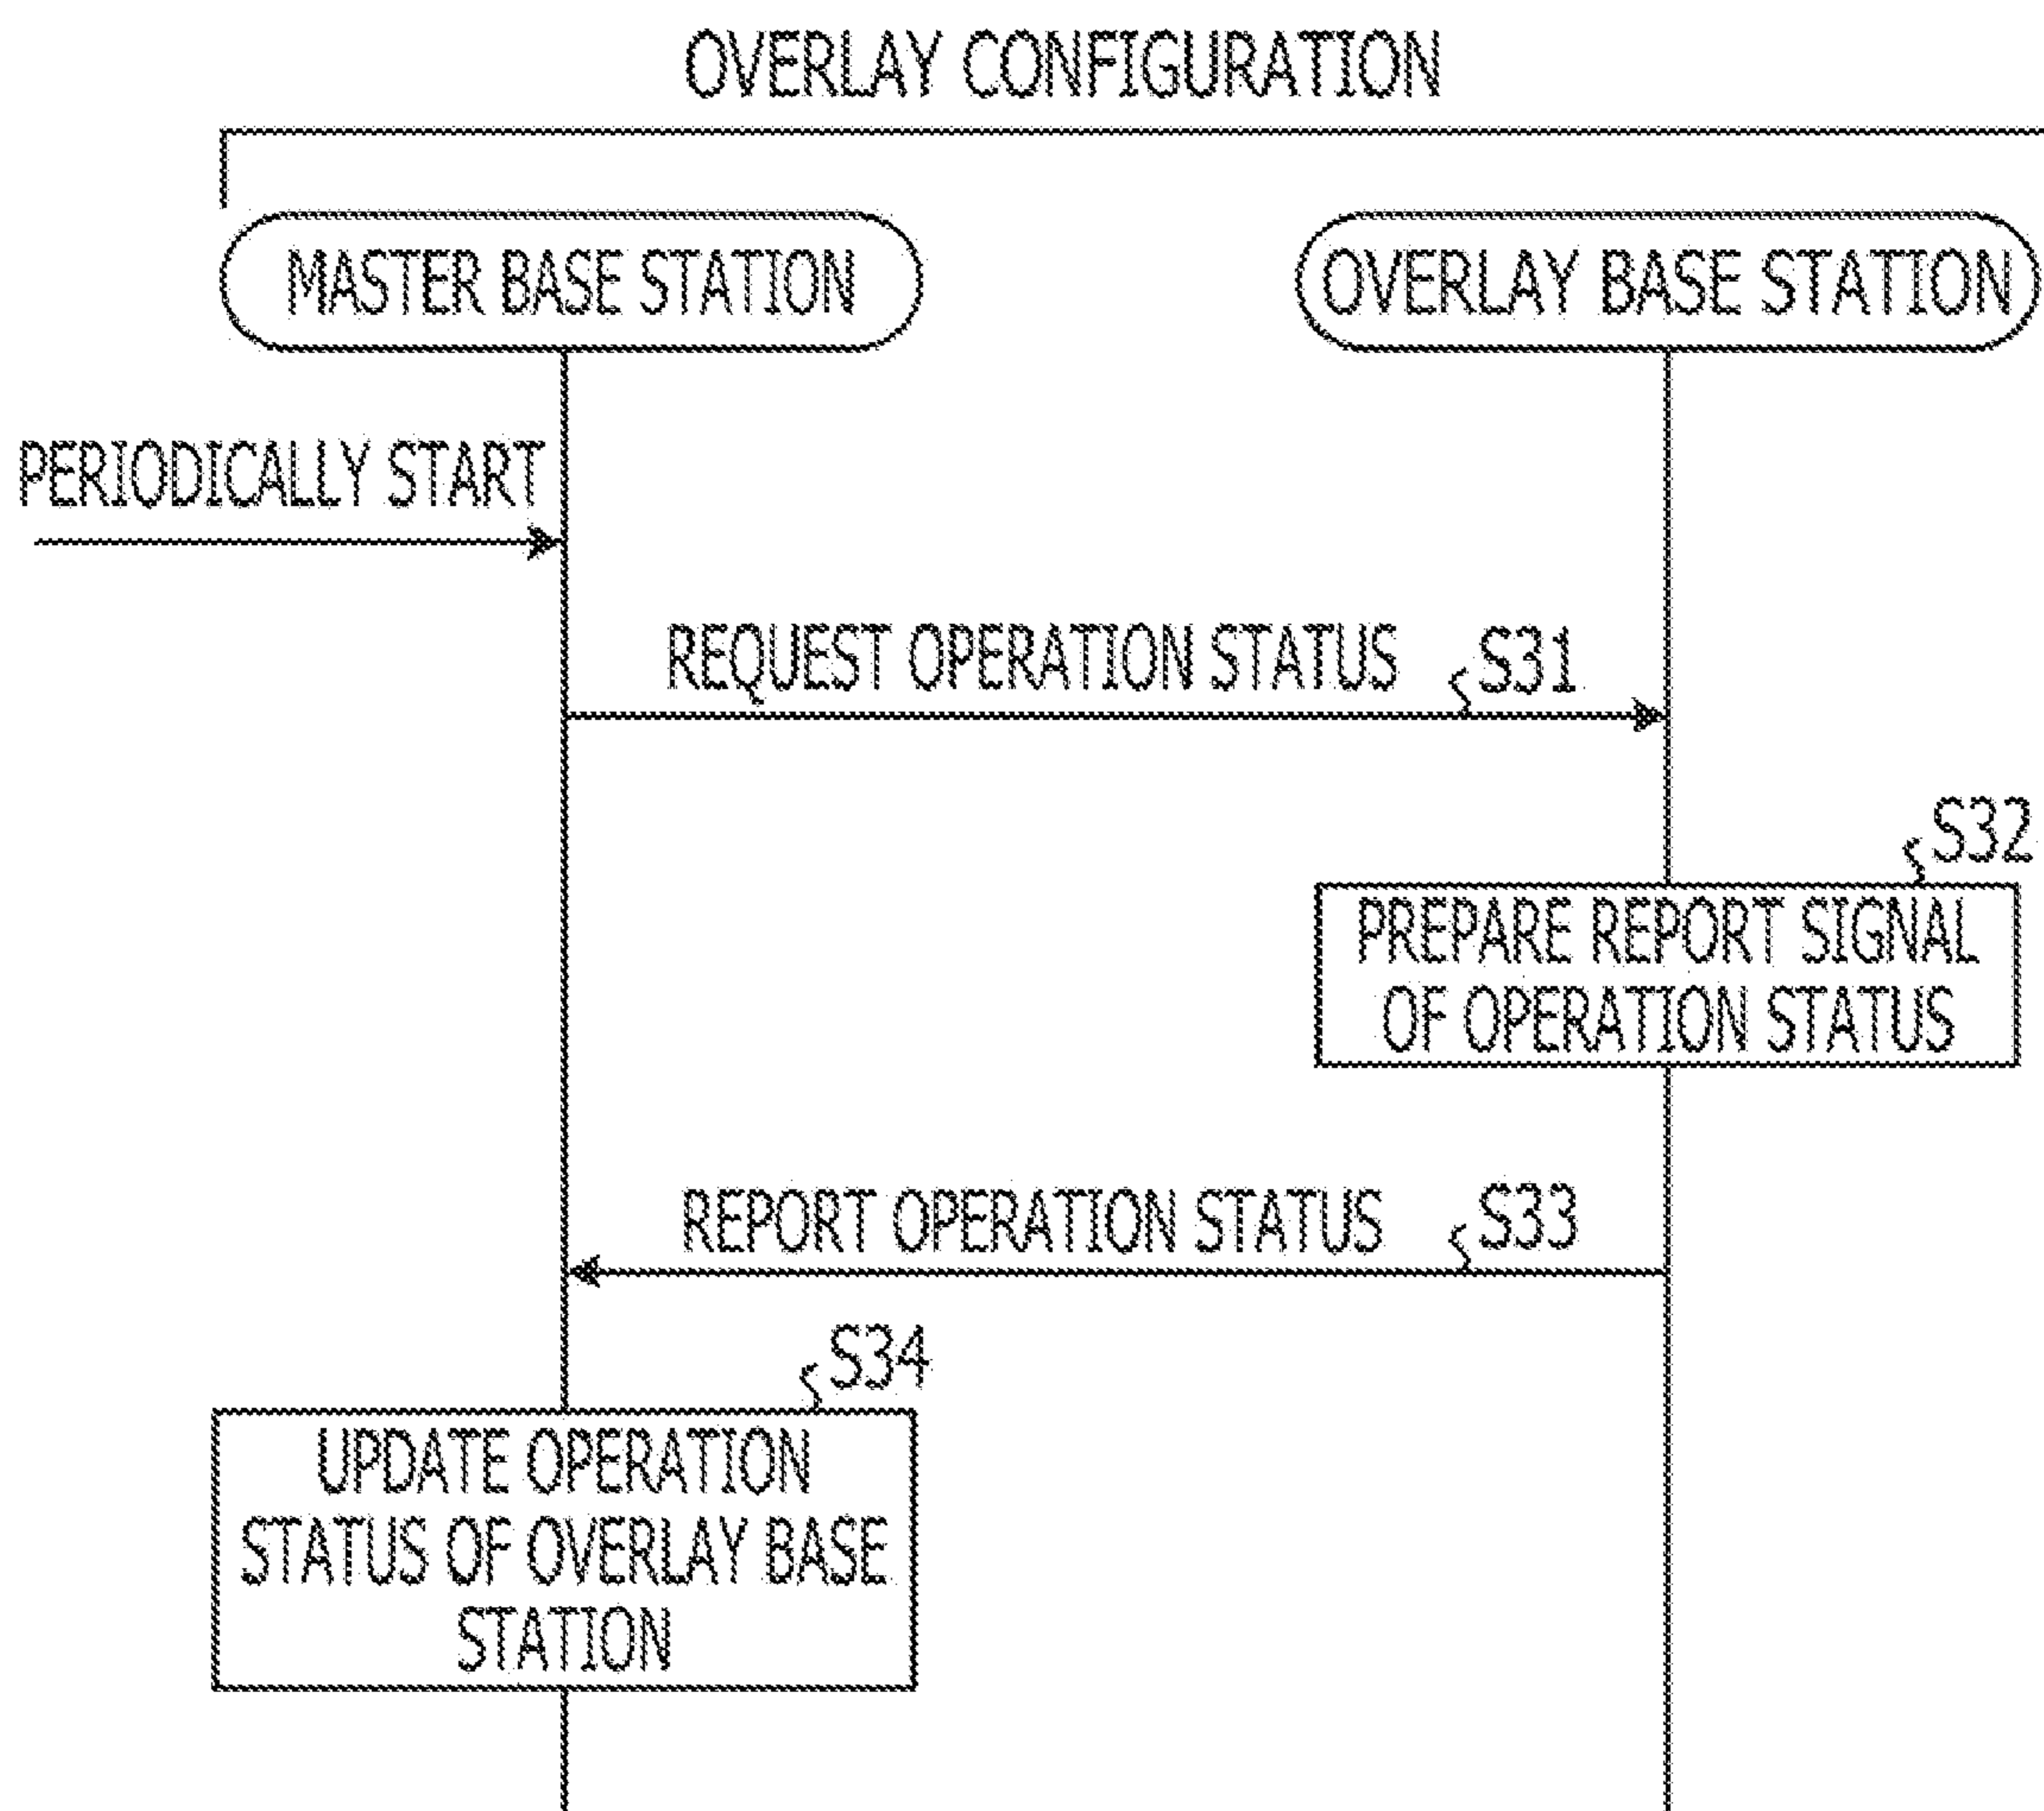 OVERLAY CONFIGURATION
MASTER BASE STATION
OVERLAY BASE STATION
PERIODICALLY START
REQUEST OPERATION STATUS
S31
S32
PREPARE REPORT SIGNAL
OF OPERATION STATUS
REPORT OPERATION STATUS
S33
S34
UPDATE OPERATION
STATUS OF OVERLAY BASE
STATION